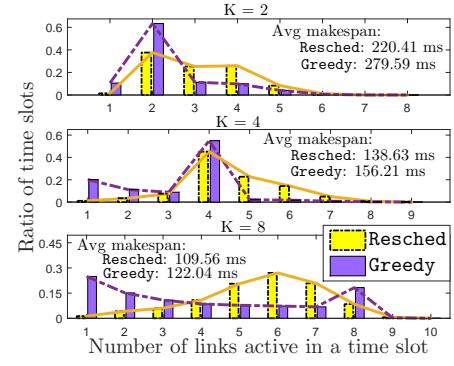 K = 2
Avg makespan:
Resched: 220.41 ms
Greedy: 279.59 ms
0.6
0.4
0.2
0
1 2 3 4 5 6 7 8
K = 4
Avg makespan:
Resched: 138.63 ms
Greedy: 156.21 ms
0.6
0.4
0.2
0
1 2 3 4 5 6 7 8 9
K = 8
Avg makespan:
Resched: 109.56 ms
Greedy: 122.04 ms
Resched
Greedy
0.45
0.3
0.15
0
1 2 3 4 5 6 7 8 9 10
Number of links active in a time slot
Ratio of time slots